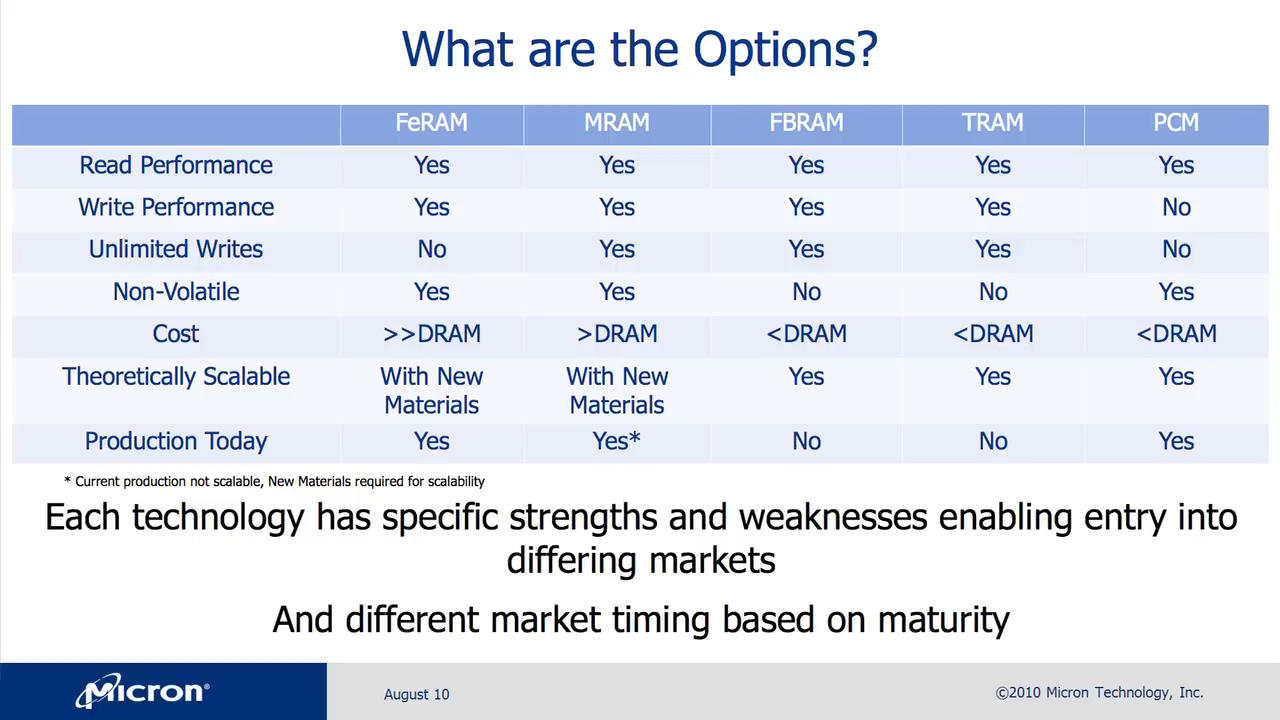 What are the Options?
FeRAM MRAM FBRAM TRAM PCM
Read Performance Yes Yes Yes Yes Yes
Write Performance Yes Yes Yes Yes No
Unlimited Writes No Yes Yes Yes No
Non-Volatile Yes Yes No No Yes
Cost >>DRAM >DRAM <DRAM <DRAM <DRAM
Theoretically Scalable With New Materials With New Materials Yes Yes Yes
Production Today Yes Yes* No No Yes
* Current production not scalable, New Materials required for scalability
Each technology has specific strengths and weaknesses enabling entry into
differing markets
And different market timing based on maturity
Micron®
August 10
©2010 Micron Technology, Inc.